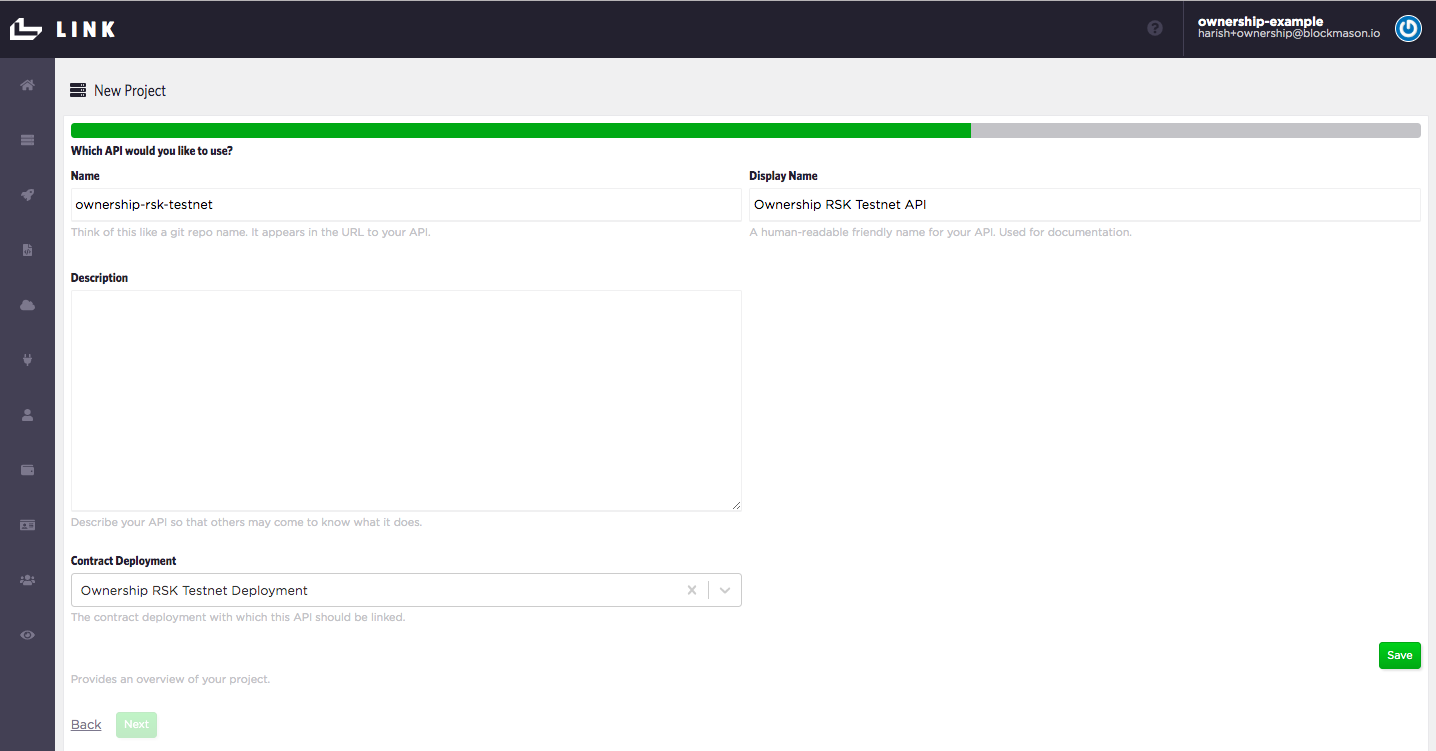 LINK
ownership-example
harish+ownership@blockmason.io
New Project
Which API would you like to use?
Name
ownership-rsk-testnet
Think of this like a git repo name. It appears in the URL to your API.
Display Name
Ownership RSK Testnet API
A human-readable friendly name for your API. Used for documentation.
Description
Describe your API so that others may come to know what it does.
Contract Deployment
Ownership RSK Testnet Deployment
The contract deployment with which this API should be linked.
Save
Provides an overview of your project.
Back
Next